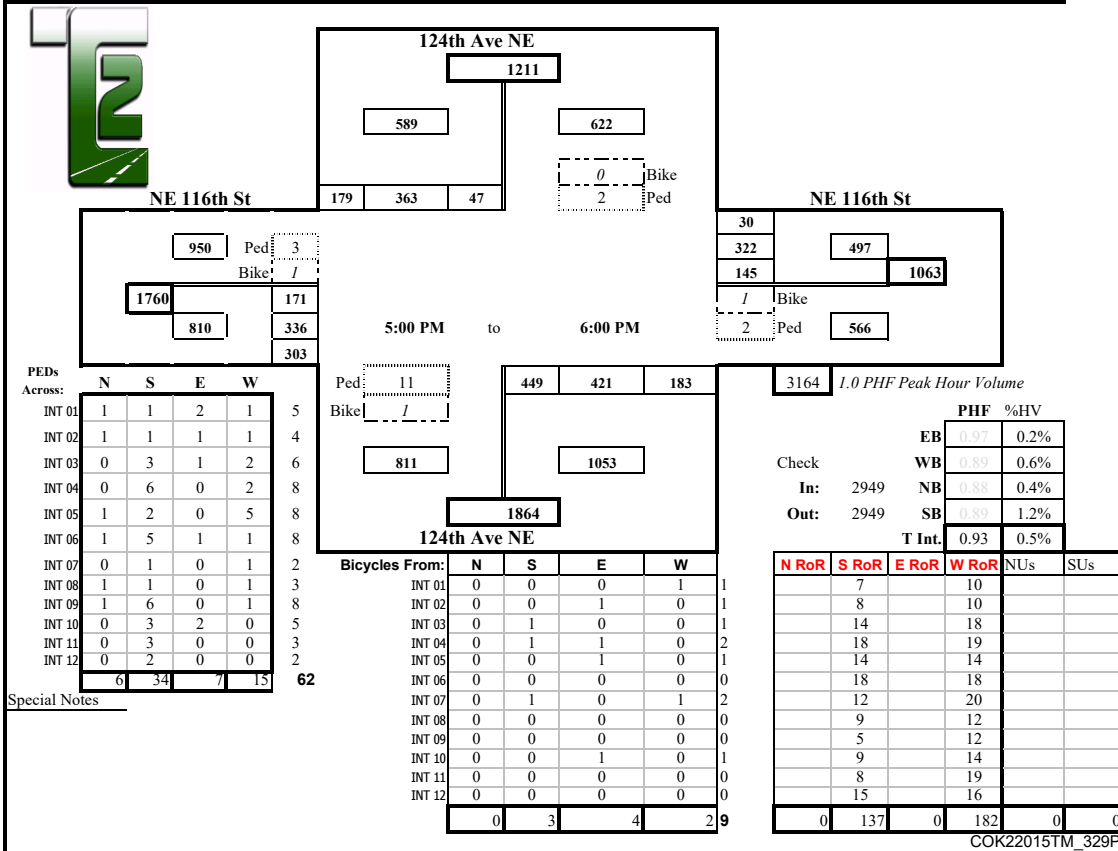 T2
124th Ave NE
1211
589 622
0 Bike
179 363 47 2 Ped
NE 116th St NE 116th St
30
950 Ped 3 322 497
Bike 1 145 1063
1760 171 1 Bike
810 336 5:00 PM to 6:00 PM 2 Ped 566
303
PEDs
Across: N S E W Ped 11 449 421 183 3164 1.0 PHF Peak Hour Volume
INT 01 1 1 2 1 5 Bike 1 PHF %HV
INT 02 1 1 1 1 4 EB 0.97 0.2%
INT 03 0 3 1 2 6 811 1053 Check WB 0.89 0.6%
INT 04 0 6 0 2 8 In: 2949 NB 0.88 0.4%
INT 05 1 2 0 5 8 1864 Out: 2949 SB 0.89 1.2%
INT 06 1 5 1 1 8 124th Ave NE T Int. 0.93 0.5%
INT 07 0 1 0 1 2 Bicycles From: N S E W N RoR S RoR E RoR W RoR NUs SUs
INT 08 1 1 0 1 3 INT 01 0 0 0 1 1 7 10
INT 09 1 6 0 1 8 INT 02 0 0 1 0 1 8 10
INT 10 0 3 2 0 5 INT 03 0 1 0 0 1 14 18
INT 11 0 3 0 0 3 INT 04 0 1 1 0 2 18 19
INT 12 0 2 0 0 2 INT 05 0 0 1 0 1 14 14
6 34 7 15 62 INT 06 0 0 0 0 0 18 18
Special Notes INT 07 0 1 0 1 2 12 20
INT 08 0 0 0 0 0 9 12
INT 09 0 0 0 0 0 5 12
INT 10 0 0 1 0 1 9 14
INT 11 0 0 0 0 0 8 19
INT 12 0 0 0 0 0 15 16
0 3 4 2 9 0 137 0 182 0 0
COK22015TM_329P